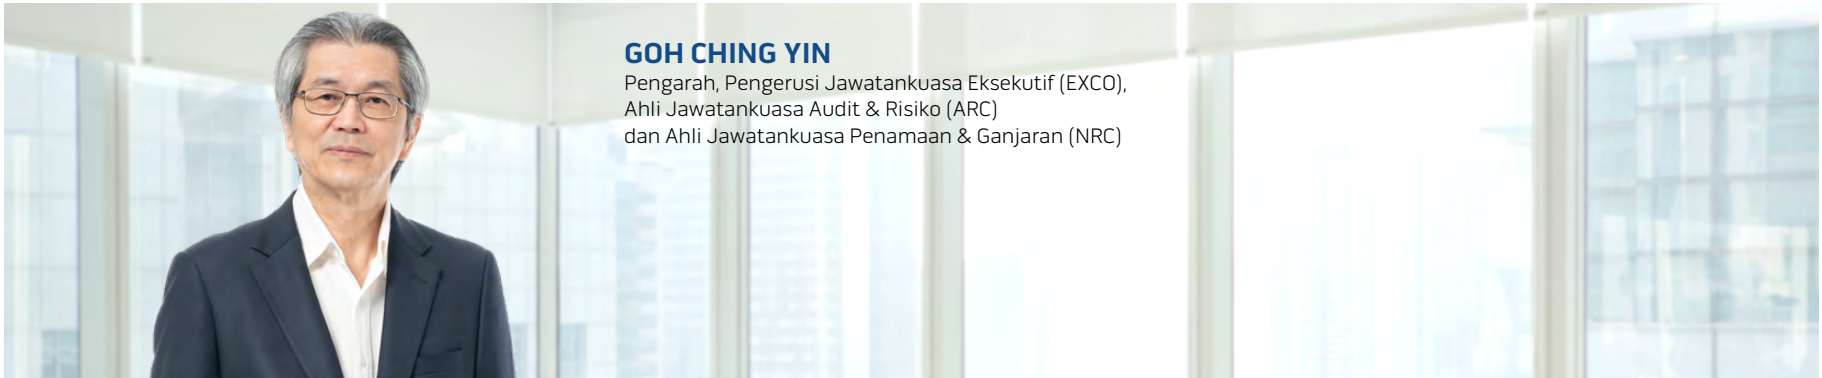 GOH CHING YIN
Pengarah, Pengerusi Jawatankuasa Eksekutif (EXCO),
Ahli Jawatankuasa Audit & Risiko (ARC)
dan Ahli Jawatankuasa Penamaan & Ganjaran (NRC)